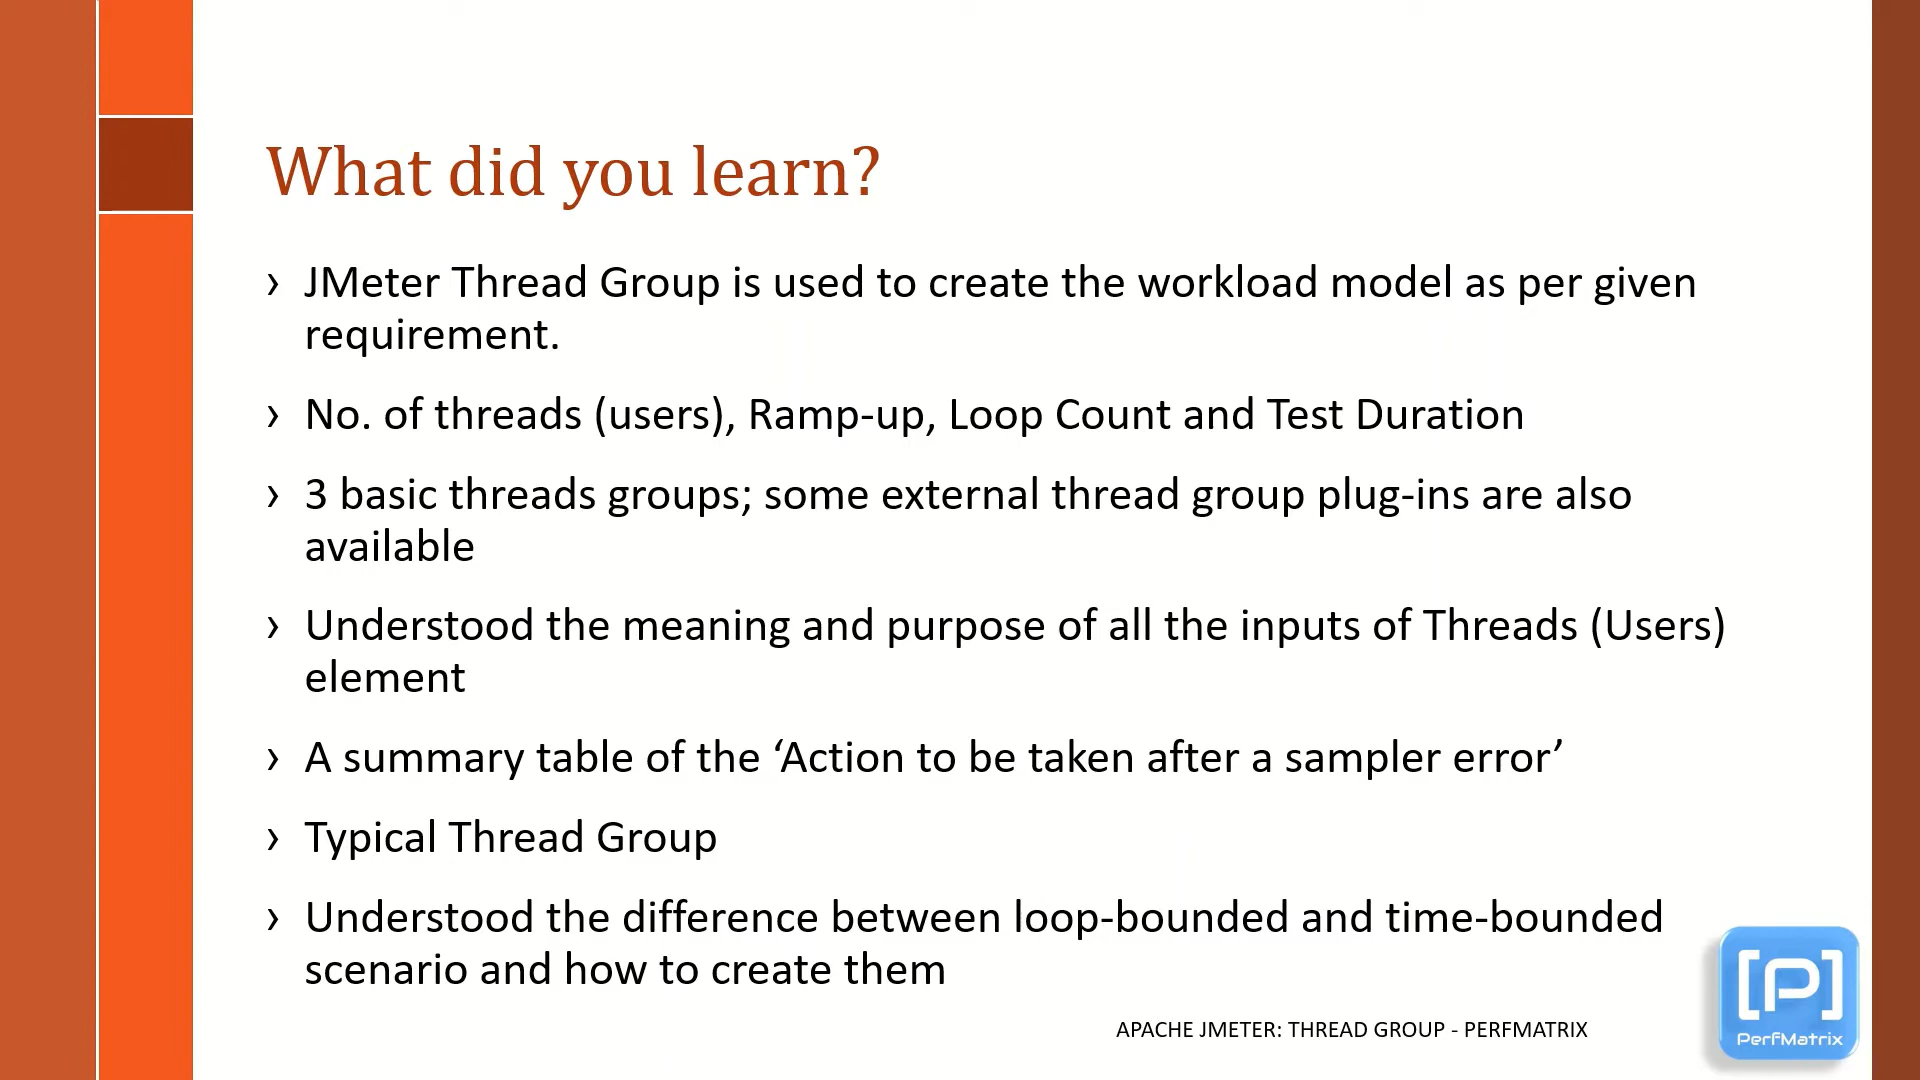 What did you learn?
› JMeter Thread Group is used to create the workload model as per given
requirement.
› No. of threads (users), Ramp-up, Loop Count and Test Duration
› 3 basic threads groups; some external thread group plug-ins are also
available
› Understood the meaning and purpose of all the inputs of Threads (Users)
element
› A summary table of the ‘Action to be taken after a sampler error’
› Typical Thread Group
› Understood the difference between loop-bounded and time-bounded
scenario and how to create them
APACHE JMETER: THREAD GROUP - PERFMATRIX
[P]
PerfMatrix